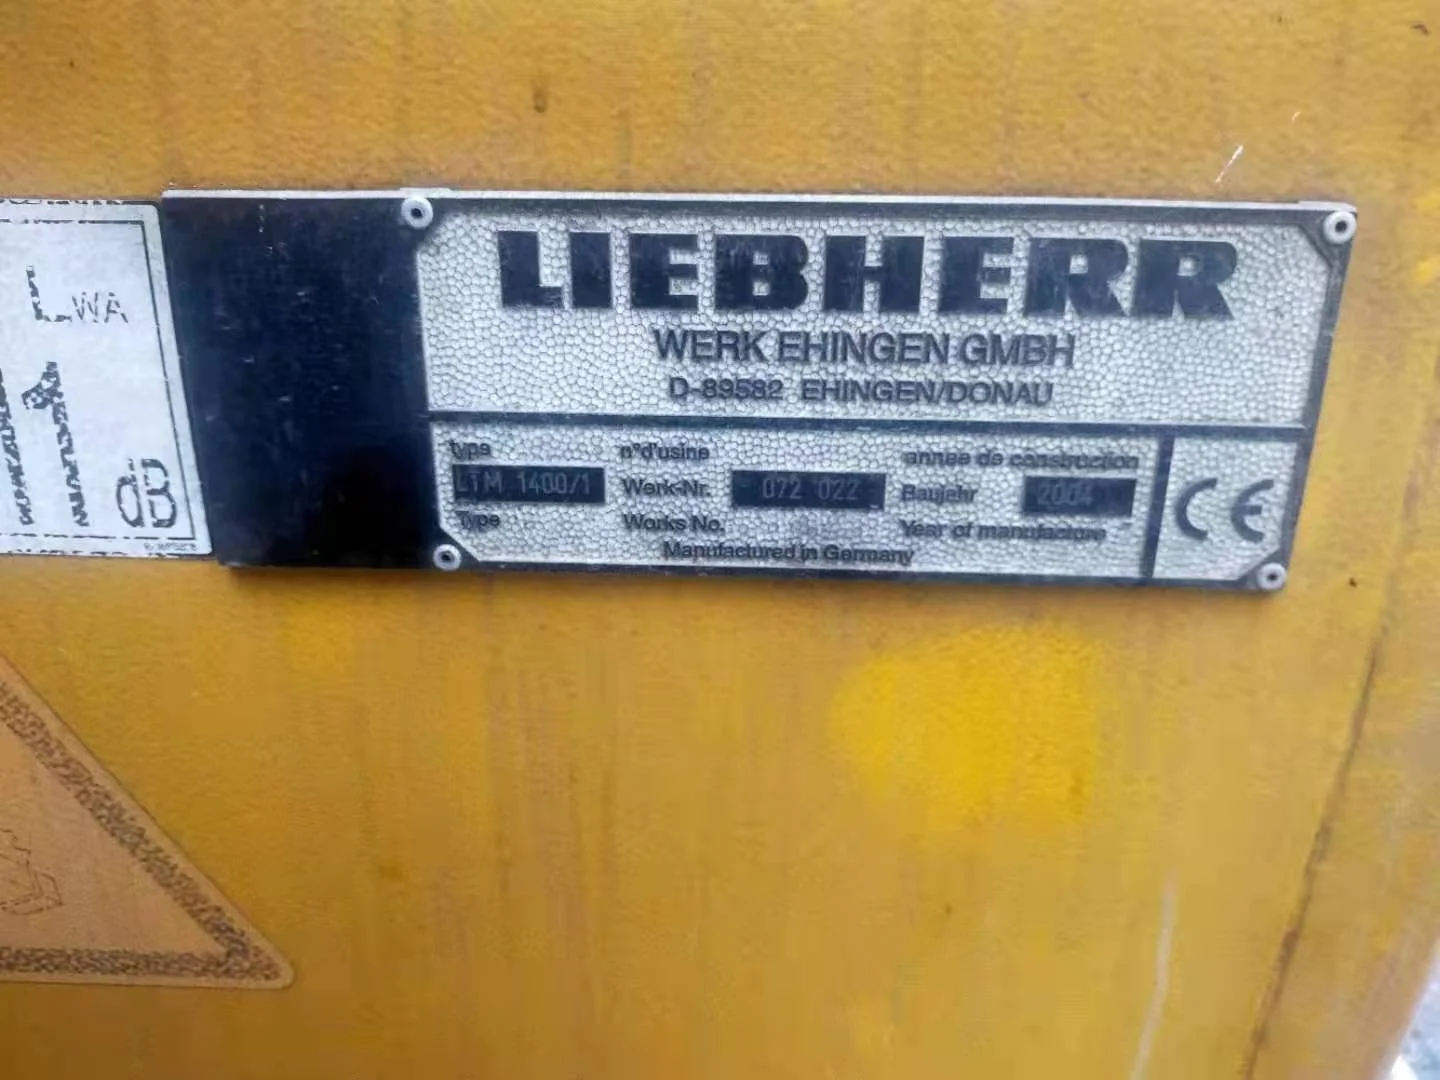 LWA
dB
LIEBHERR
WERK EHINGEN GMBH
D-89582 EHINGEN/DONAU
type n°d'usine annee de construction
LTM 1400/1 Werk-Nr. 072 022 Baujahr 2004 CE
Type Works No. Year of manufacture
Manufactured in Germany